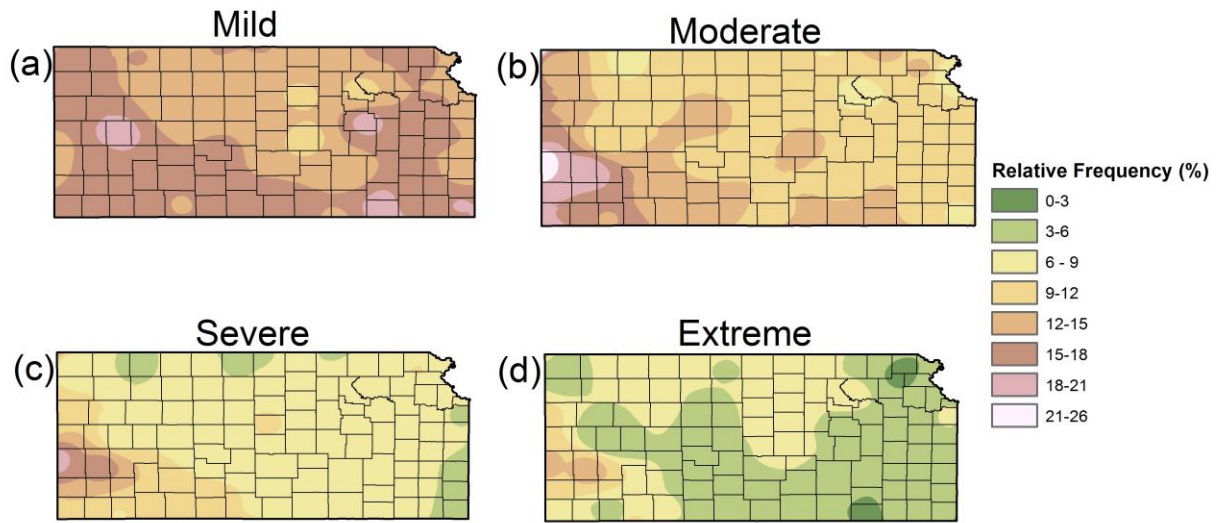 Mild
(a)
Moderate
(b)
Severe
(c)
Extreme
(d)
Relative Frequency (%)
0-3
3-6
6 - 9
9-12
12-15
15-18
18-21
21-26